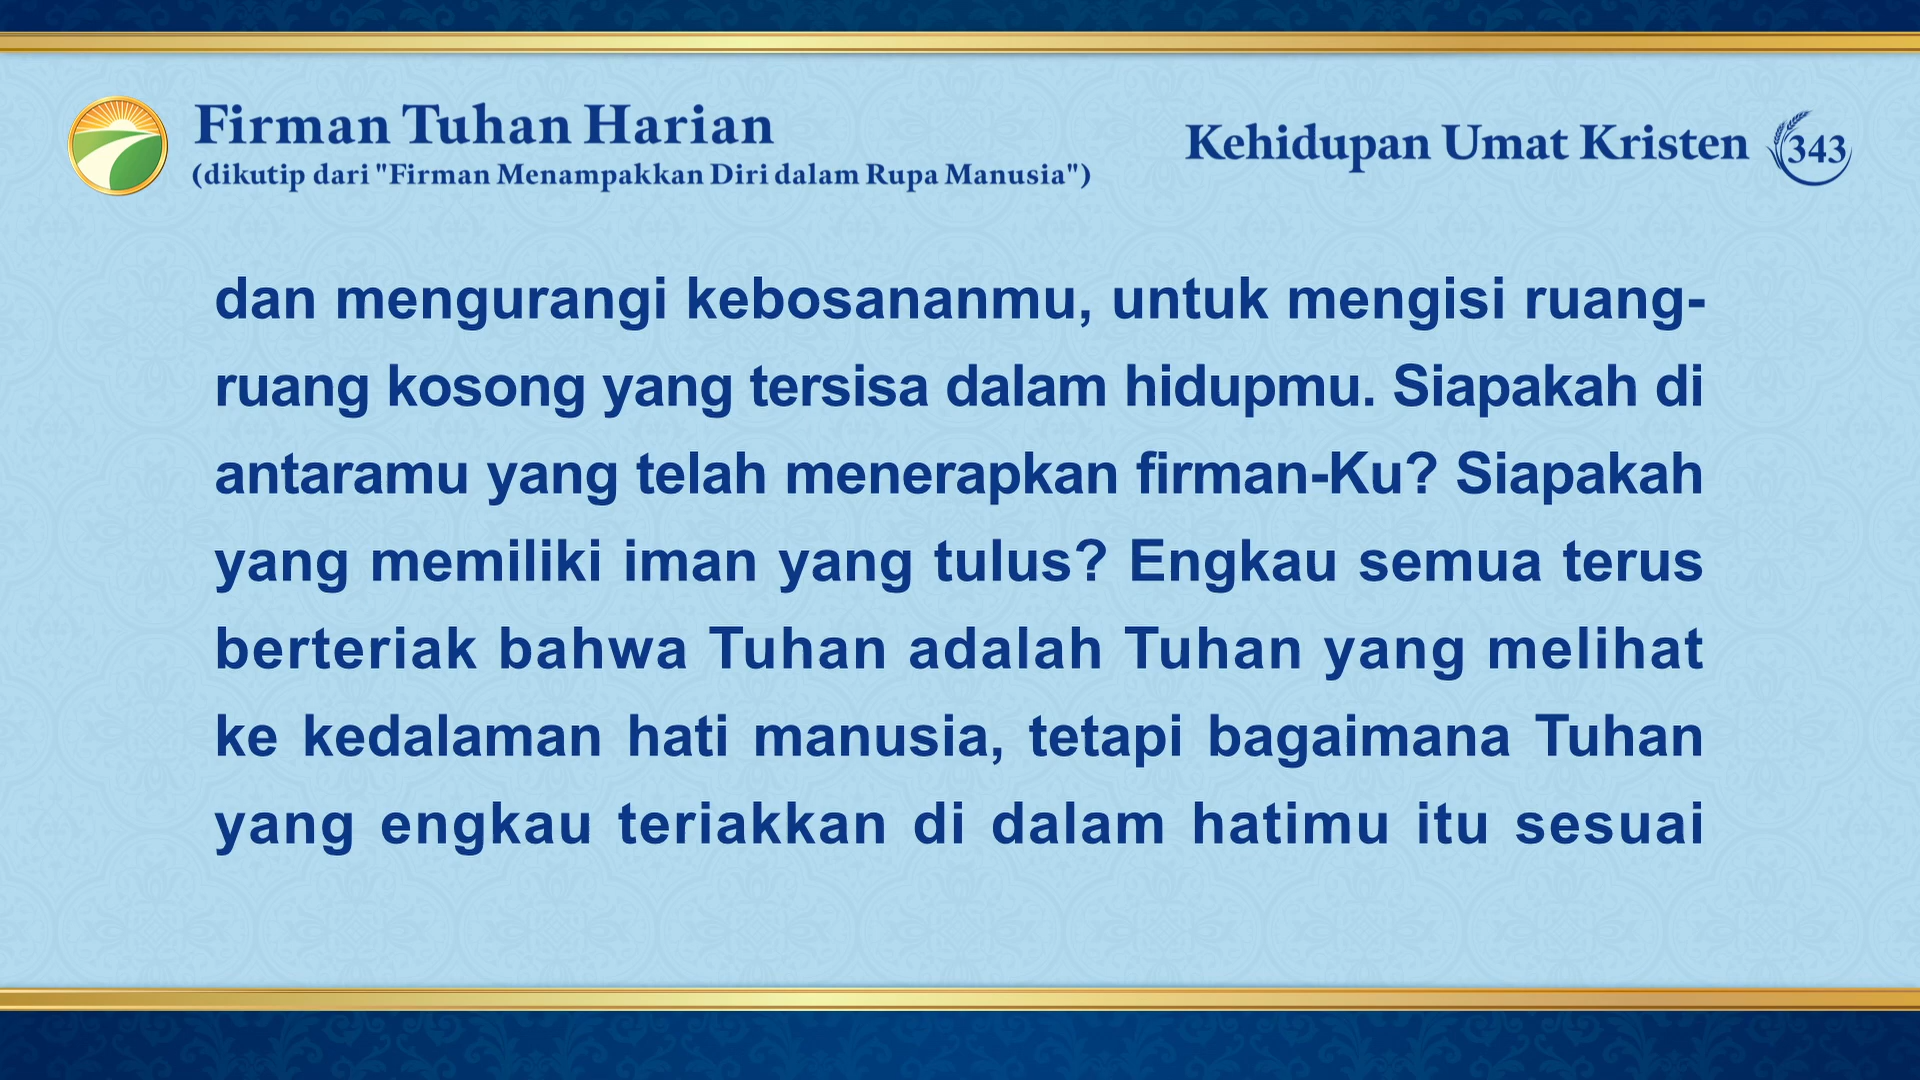 Firman Tuhan Harian
(dikutip dari "Firman Menampakkan Diri dalam Rupa Manusia")
Kehidupan Umat Kristen 343
dan mengurangi kebosananmu, untuk mengisi ruang-
ruang kosong yang tersisa dalam hidupmu. Siapakah di
antaramu yang telah menerapkan firman-Ku? Siapakah
yang memiliki iman yang tulus? Engkau semua terus
berteriak bahwa Tuhan adalah Tuhan yang melihat
ke kedalaman hati manusia, tetapi bagaimana Tuhan
yang engkau teriakkan di dalam hatimu itu sesuai